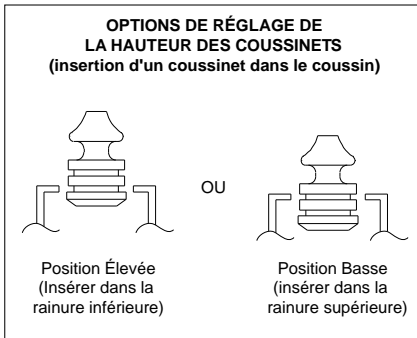 OPTIONS DE RÉGLAGE DE
LA HAUTEUR DES COUSSINETS
(insertion d'un coussinet dans le coussin)
OU
Position Élevée
(Insérer dans la
rainure inférieure)
Position Basse
(insérer dans la
rainure supérieure)